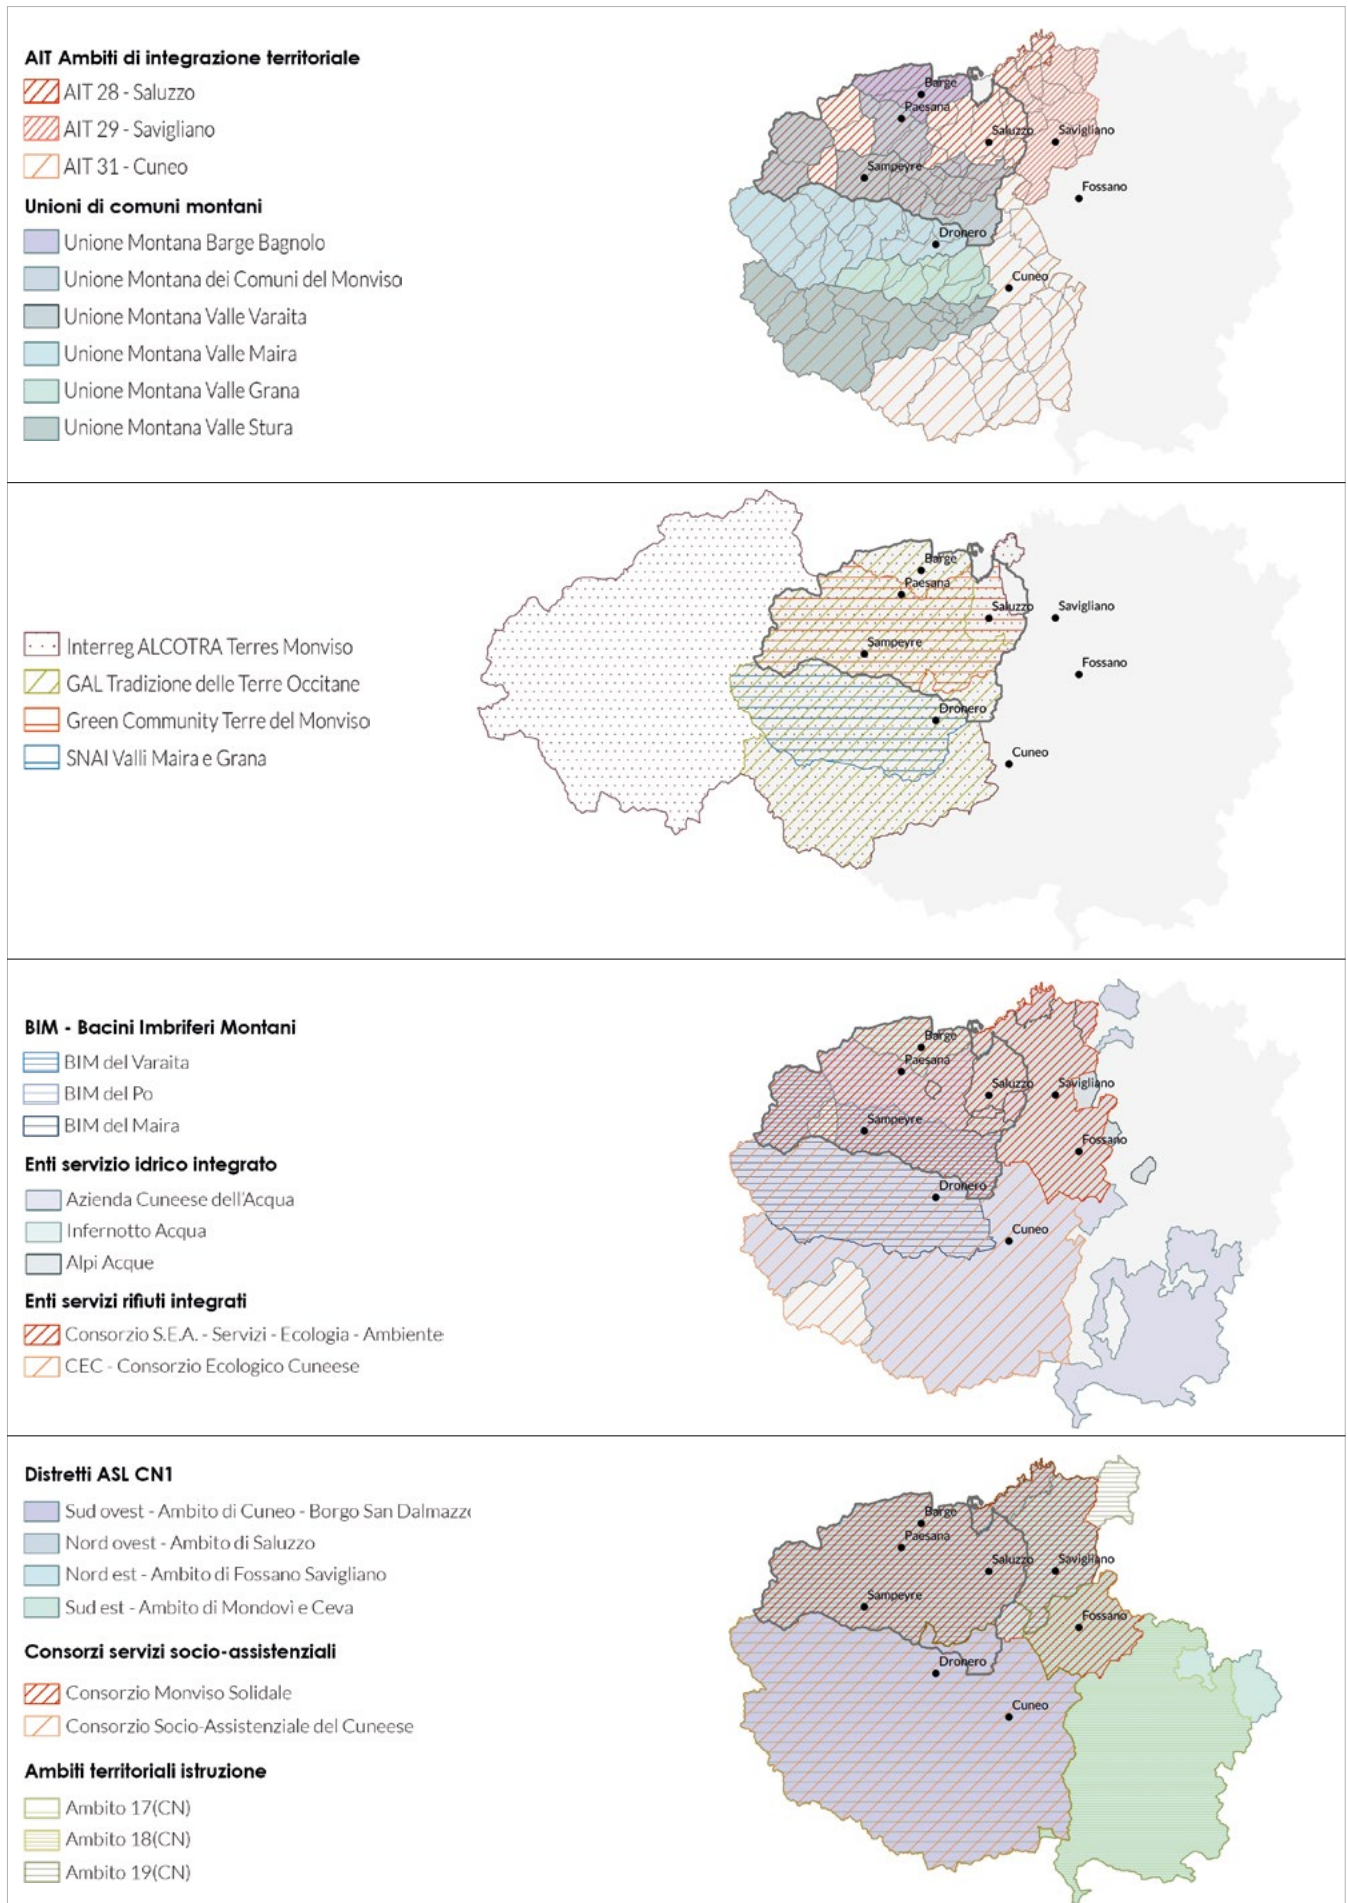 AIT Ambiti di integrazione territoriale
AIT 28 - Saluzzo
AIT 29 - Savigliano
AIT 31 - Cuneo
Unioni di comuni montani
Unione Montana Barge Bagnolo
Unione Montana dei Comuni del Monviso
Unione Montana Valle Varaita
Unione Montana Valle Maira
Unione Montana Valle Grana
Unione Montana Valle Stura
Barge
Paesana
Saluzzo
Savigliano
Sampeyre
Fossano
Dronero
Cuneo
Interreg ALCOTRA Terres Monviso
GAL Tradizione delle Terre Occitane
Green Community Terre del Monviso
SNAI Valli Maira e Grana
Barge
Paesana
Saluzzo
Savigliano
Sampeyre
Fossano
Dronero
Cuneo
BIM - Bacini Imbriferi Montani
BIM del Varaita
BIM del Po
BIM del Maira
Enti servizio idrico integrato
Azienda Cuneese dell'Acqua
Infernotto Acqua
Alpi Acque
Enti servizi rifiuti integrati
Consorzio S.E.A. - Servizi - Ecologia - Ambiente
CEC - Consorzio Ecologico Cuneese
Barge
Paesana
Saluzzo
Savigliano
Sampeyre
Fossano
Dronero
Cuneo
Distretti ASL CN1
Sud ovest - Ambito di Cuneo - Borgo San Dalmazzo
Nord ovest - Ambito di Saluzzo
Nord est - Ambito di Fossano Savigliano
Sud est - Ambito di Mondovì e Ceva
Consorzi servizi socio-assistenziali
Consorzio Monviso Solidale
Consorzio Socio-Assistenziale del Cuneese
Ambiti territoriali istruzione
Ambito 17(CN)
Ambito 18(CN)
Ambito 19(CN)
Barge
Paesana
Saluzzo
Savigliano
Sampeyre
Fossano
Dronero
Cuneo